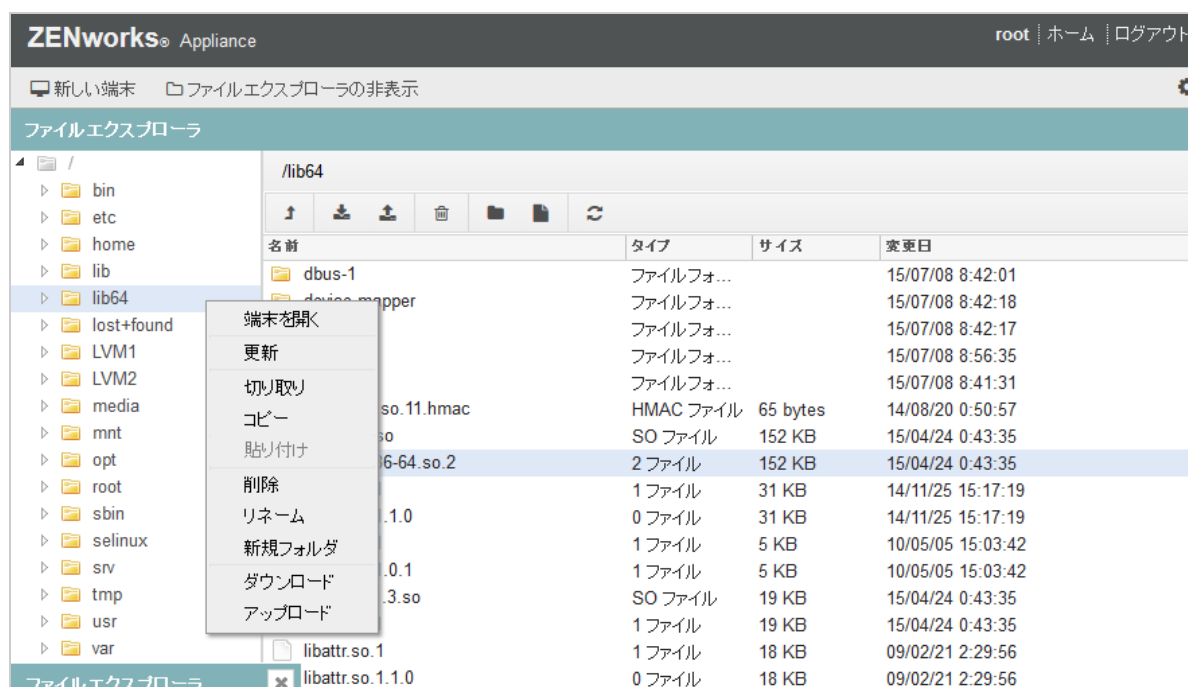 ZENworks® Appliance
root ホーム ログアウト
新しい端末 ファイルエクスプローラの非表示
ファイルエクスプローラ
/
/lib64
bin
etc
home
lib
lib64
lost+found
LVM1
LVM2
media
mnt
opt
root
sbin
selinux
srv
tmp
usr
var
端末を開く
更新
切り取り
コピー
貼り付け
削除
リネーム
新規フォルダ
ダウンロード
アップロード
名前 タイプ サイズ 変更日
dbus-1 ファイルフォ... 15/07/08 8:42:01
device-mapper ファイルフォ... 15/07/08 8:42:18
ファイルフォ... 15/07/08 8:42:17
ファイルフォ... 15/07/08 8:56:35
ファイルフォ... 15/07/08 8:41:31
so.11.hmac HMAC ファイル 65 bytes 14/08/20 0:50:57
so SO ファイル 152 KB 15/04/24 0:43:35
6-64.so.2 2 ファイル 152 KB 15/04/24 0:43:35
1 ファイル 31 KB 14/11/25 15:17:19
.1.0 0 ファイル 31 KB 14/11/25 15:17:19
1 ファイル 5 KB 10/05/05 15:03:42
.0.1 1 ファイル 5 KB 10/05/05 15:03:42
.3.so SO ファイル 19 KB 15/04/24 0:43:35
1 ファイル 19 KB 15/04/24 0:43:35
libattr.so.1 1 ファイル 18 KB 09/02/21 2:29:56
libattr.so.1.1.0 0 ファイル 18 KB 09/02/21 2:29:56
ファイルエクスプローラ